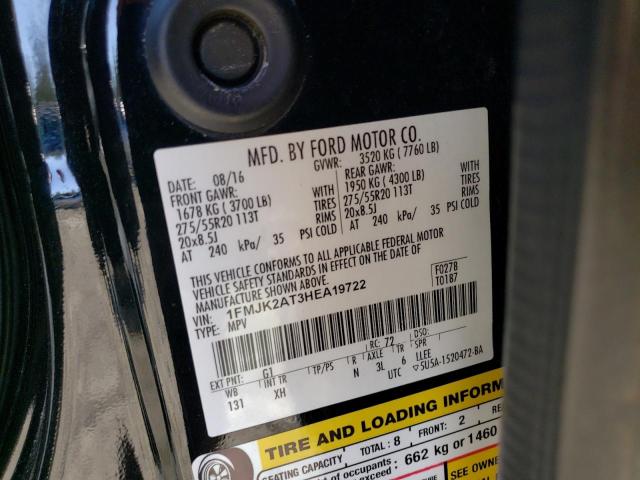 MFD. BY FORD MOTOR CO.
DATE: 08/16 GVWR: 3520 KG ( 7760 LB)
FRONT GAWR: REAR GAWR:
1678 KG ( 3700 LB) WITH 1950 KG ( 4300 LB) WITH
275/55R20 113T TIRES 275/55R20 113T TIRES
20x8.5J RIMS 20x8.5J RIMS
AT 240 kPa/ 35 PSI COLD AT 240 kPa/ 35 PSI COLD
THIS VEHICLE CONFORMS TO ALL APPLICABLE FEDERAL MOTOR
VEHICLE SAFETY STANDARDS IN EFFECT ON THE DATE OF
MANUFACTURE SHOWN ABOVE.
VIN: 1FMJK2AT3HEA19722 F0278
TYPE: MPV T0187
EXT PNT: G1 RC: 72 DSO:
WB INT TR TP/PS R AXLE TR SPR
131 XH N 3L 6 LLEE
UTC 5U5A-1520472-BA
TIRE AND LOADING INFORM
SEATING CAPACITY TOTAL: 8 FRONT: 2
of occupants 662 kg or 1460
exceed:
SEE OWNE